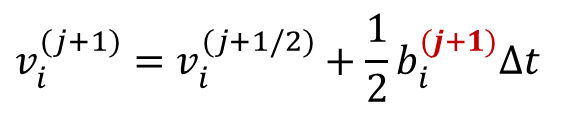 v_i^{(j+1)} = v_i^{(j+1/2)} + \frac{1}{2} b_i^{(j+1)} \Delta t